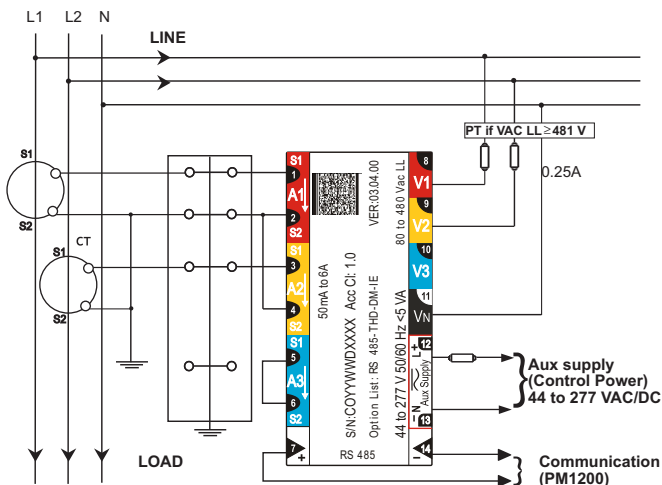 L1 L2 N
LINE
PT if VAC LL ≥ 481 V
0.25A
S1
S2
CT
S1
S2
S1
1
A1
2
S2
S1
3
A2
4
S2
S1
5
A3
6
S2
7
+
50mA to 6A
S/N:COYYWWDXXXX Acc Cl: 1.0
Option List: RS 485-THD-DM-IE
VER:03.04.00
44 to 277 V 50/60 Hz <5 VA
80 to 480 Vac LL
RS 485
8
V1
9
V2
10
V3
11
VN
12
L+
Aux Supply
N
–
13
14
–
Aux supply
(Control Power)
44 to 277 VAC/DC
LOAD
Communication
(PM1200)